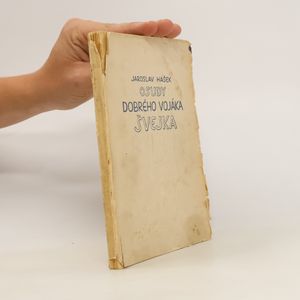 JAROSLAV HAŠEK
OSUDY
DOBRÉHO VOJÁKA
ŠVEJKA